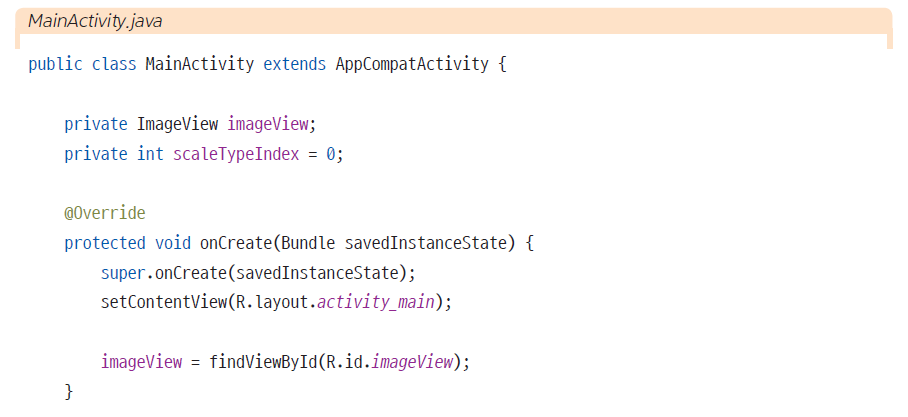 MainActivity.java
public class MainActivity extends AppCompatActivity {
private ImageView imageView;
private int scaleTypeIndex = 0;
@Override
protected void onCreate(Bundle savedInstanceState) {
super.onCreate(savedInstanceState);
setContentView(R.layout.activity_main);
imageView = findViewById(R.id.imageView);
}